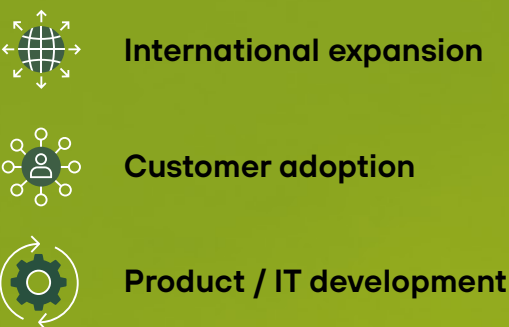 International expansion
Customer adoption
Product / IT development